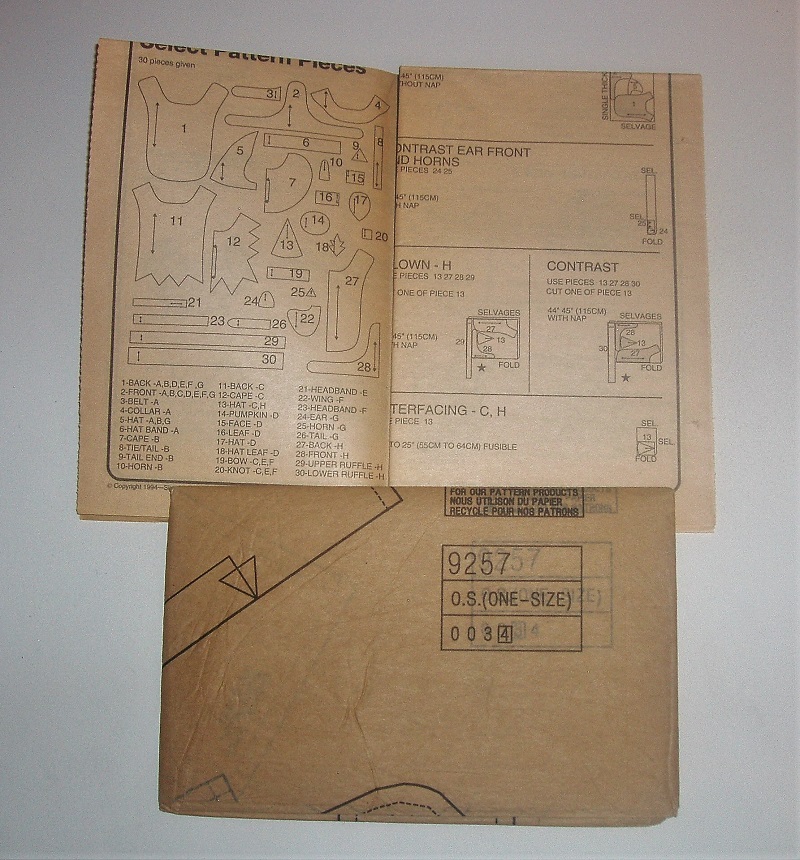 Select Pattern Pieces
30 pieces given
1
2
3
4
5
6
7
8
9
10
11
12
13
14
15
16
17
18
19
20
21
22
23
24
25
26
27
28
29
30
1-BACK -A,B,D,E,F,G
2-FRONT -A,B,C,D,E,F,G
3-BELT -A
4-COLLAR -A
5-HAT -A,B,G
6-HAT BAND -A
7-CAPE -B
8-TIE/TAIL -B
9-TAIL END -B
10-HORN -B
11-BACK -C
12-CAPE -C
13-HAT -C,H
14-PUMPKIN -D
15-FACE -D
16-LEAF -D
17-HAT -D
18-HAT LEAF -D
19-BOW -C,E,F
20-KNOT -C,E,F
21-HEADBAND -E
22-WING -F
23-HEADBAND -F
24-EAR -G
25-HORN -G
26-TAIL -G
27-BACK -H
28-FRONT -H
29-UPPER RUFFLE -H
30-LOWER RUFFLE -H
© Copyright 1994—Si
45" (115CM)
HOUT NAP
SINGLE THIC
1
SELVAGE
ONTRAST EAR FRONT
ND HORNS
PIECES 24 25
45" (115CM)
H NAP
SEL.
SEL.
25
24
FOLD
LOWN - H
E PIECES 13 27 28 29
ONE OF PIECE 13
45" (115CM)
H NAP
SELVAGES
29
27
13
28
FOLD
CONTRAST
USE PIECES 13 27 28 30
CUT ONE OF PIECE 13
44" 45" (115CM)
WITH NAP
SELVAGES
30
28
13
27
FOLD
TERFACING - C, H
E PIECE 13
TO 25" (55CM TO 64CM) FUSIBLE
SEL.
13
SEL.
FOLD
FOR OUR PATTERN PRODUCTS
NOUS UTILISON DU PAPIER
RECYCLE POUR NOS PATRONS
9257
O.S.(ONE-SIZE)
0034